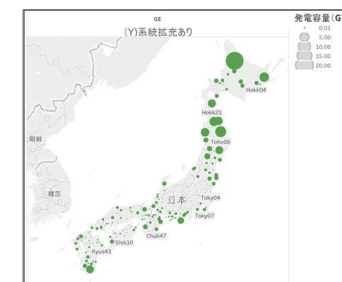 GE
(Y)系統拡充あり
発電容量(G
0.01
5.00
10.00
15.00
20.00
Hokk04
Hokk21
Toho06
朝鮮
韓国
日本
Toky04
Toky07
Chub47
Shik10
Kyus43